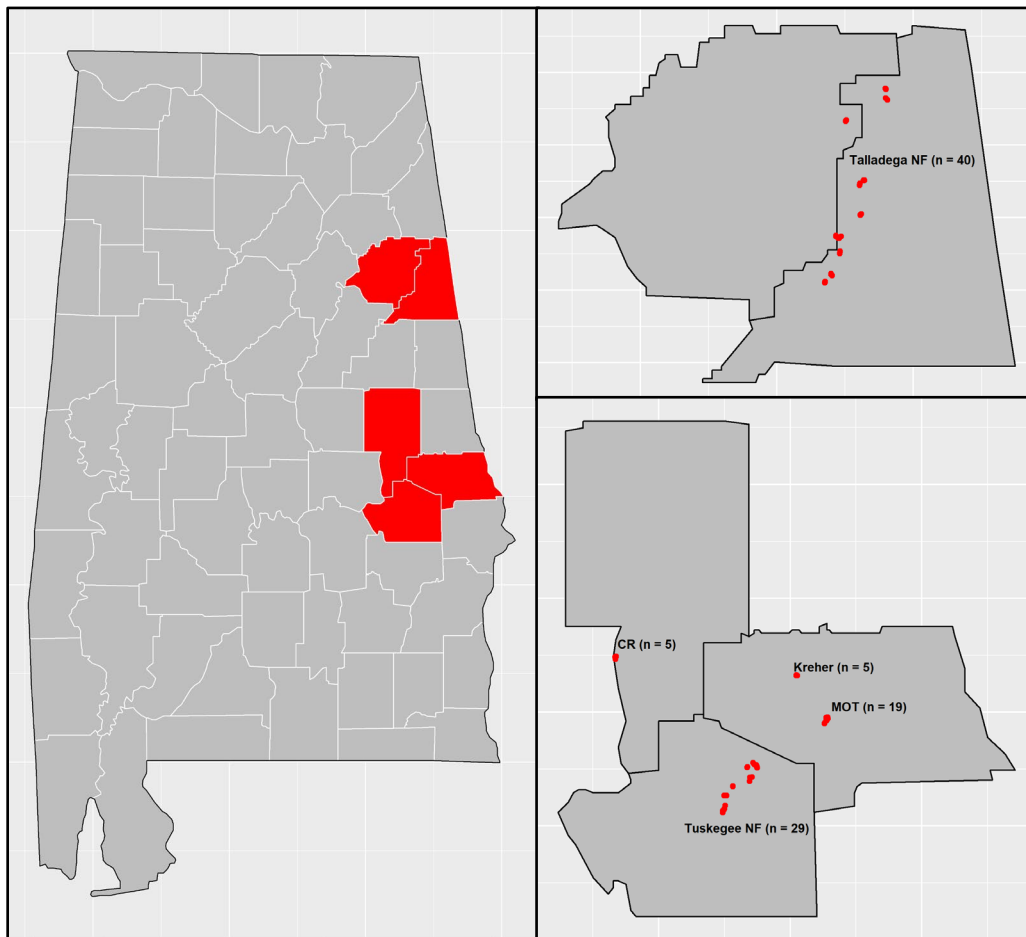 Talladega NF (n = 40)
CR (n = 5)
Kreher (n = 5)
MOT (n = 19)
Tuskegee NF (n = 29)